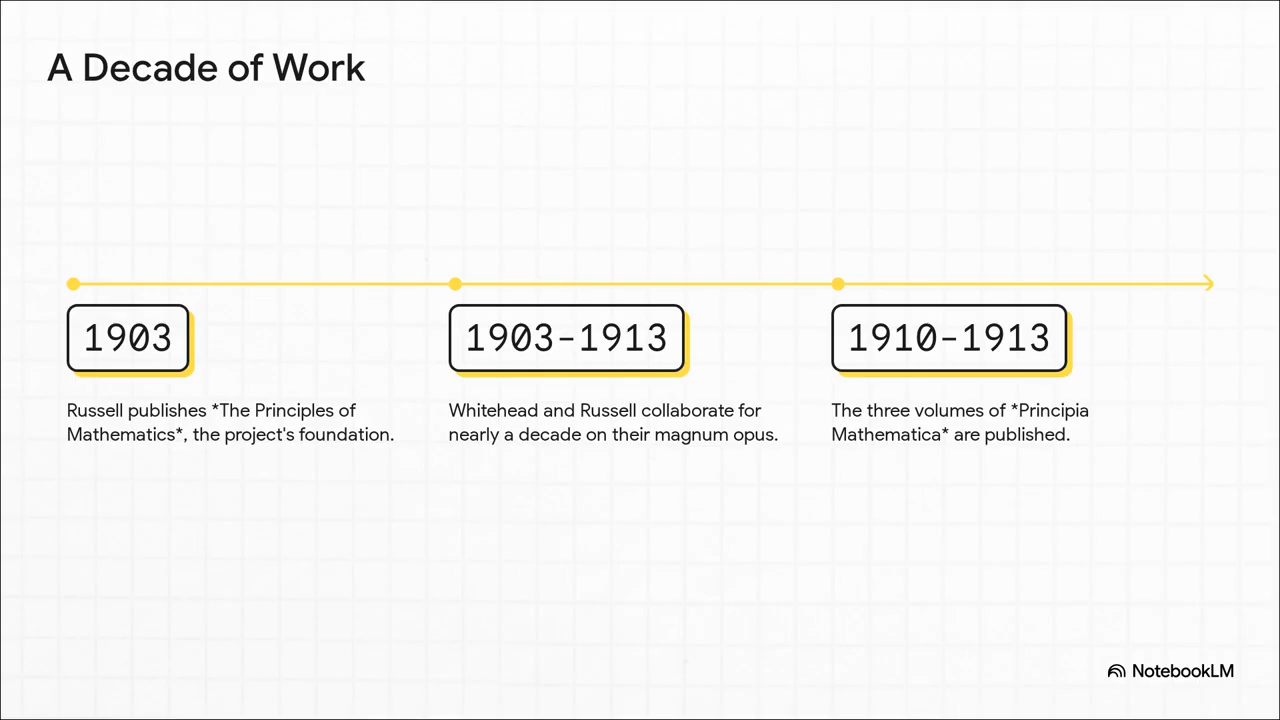 A Decade of Work
1903
Russell publishes *The Principles of
Mathematics*, the project's foundation.
1903-1913
Whitehead and Russell collaborate for
nearly a decade on their magnum opus.
1910-1913
The three volumes of *Principia
Mathematica* are published.
NotebookLM